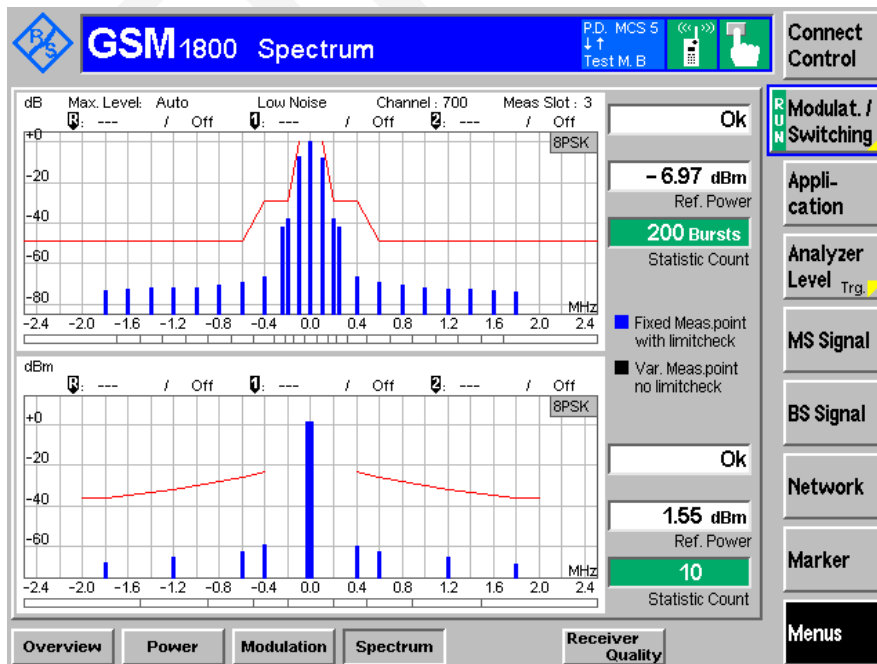 R&S
GSM 1800 Spectrum
P.D. MCS 5
↓↑
Test M. B
Connect
Control
dB Max. Level: Auto Low Noise Channel : 700 Meas Slot : 3
R: --- / Off 1: --- / Off 2: --- / Off
8PSK
+0
-20
-40
-60
-80
MHz
-2.4 -2.0 -1.6 -1.2 -0.8 -0.4 0.0 0.4 0.8 1.2 1.6 2.0 2.4
Ok
-6.97 dBm
Ref. Power
200 Bursts
Statistic Count
Fixed Meas.point
with limitcheck
Var. Meas.point
no limitcheck
dBm
R: --- / Off 1: --- / Off 2: --- / Off
8PSK
+0
-20
-40
-60
MHz
-2.4 -2.0 -1.6 -1.2 -0.8 -0.4 0.0 0.4 0.8 1.2 1.6 2.0 2.4
Ok
1.55 dBm
Ref. Power
10
Statistic Count
RUN
Modulat. /
Switching
Appli-
cation
Analyzer
Level Trg.
MS Signal
BS Signal
Network
Marker
Menus
Overview Power Modulation Spectrum Receiver
Quality